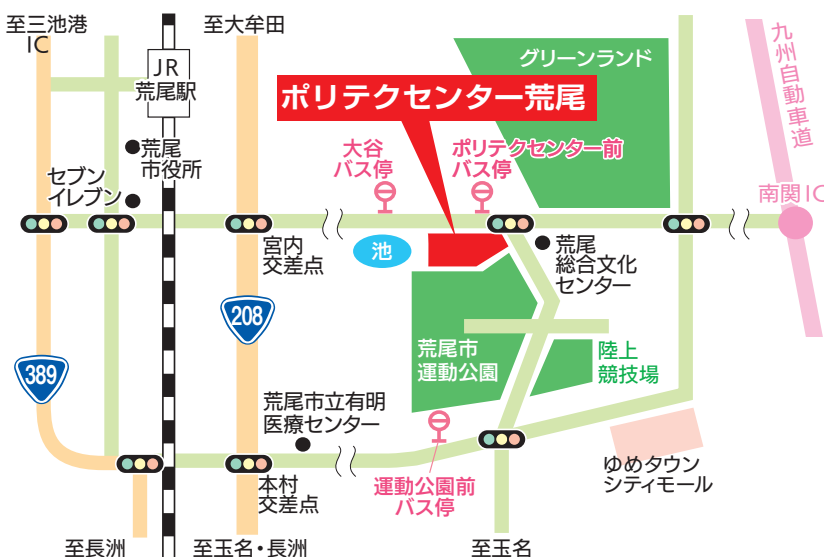 至三池港
IC
至大牟田
JR
荒尾駅
グリーンランド
九州自動車道
ポリテクセンター荒尾
荒尾
市役所
大谷
バス停
ポリテクセンター前
バス停
セブン
イレブン
南関IC
宮内
交差点
池
荒尾
総合文化
センター
208
389
荒尾市
運動公園
陸上
競技場
荒尾市立有明
医療センター
本村
交差点
運動公園前
バス停
ゆめタウン
シティモール
至長洲
至玉名・長洲
至玉名